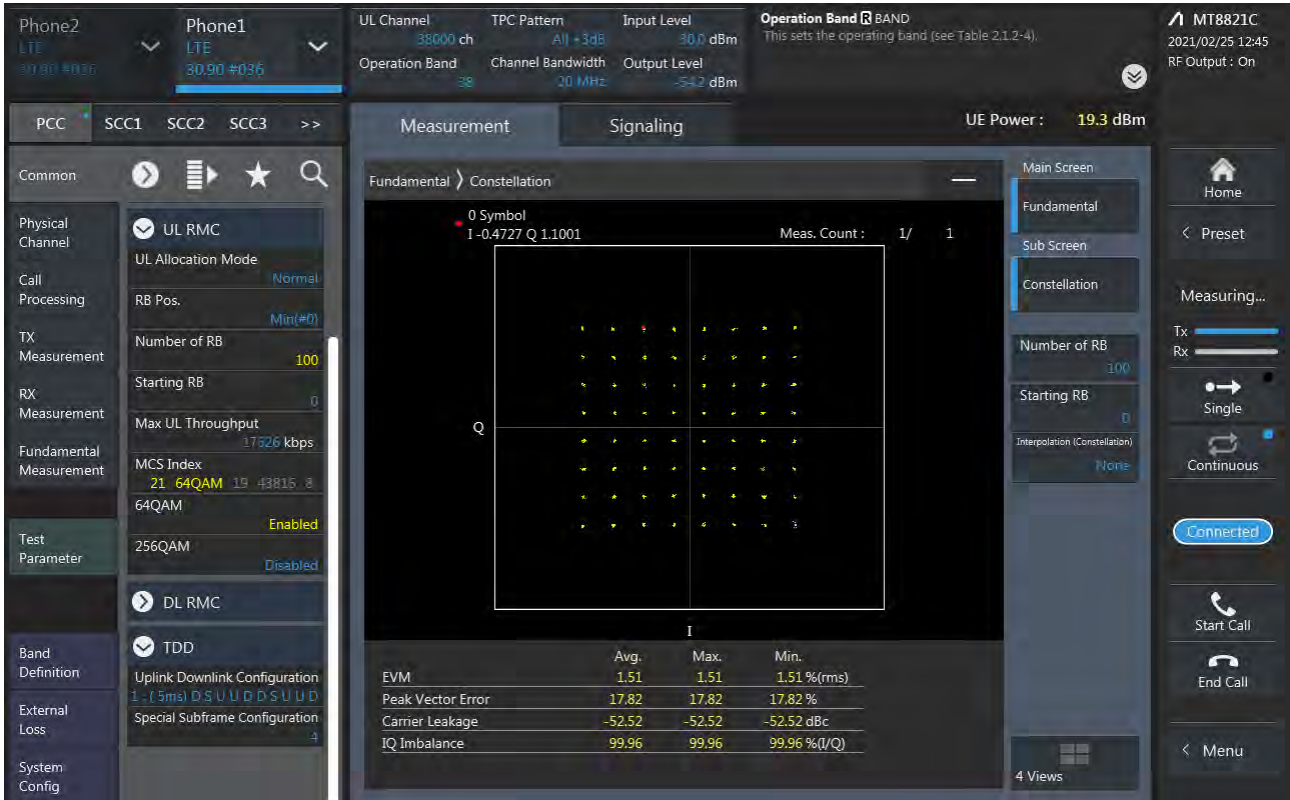 Phone2
LTE
30.90 #036
Phone1
LTE
30.90 #036
UL Channel
38000 ch
TPC Pattern
All +3dB
Input Level
30.0 dBm
Operation Band
38
Channel Bandwidth
20 MHz
Output Level
-54.2 dBm
Operation Band R BAND
This sets the operating band (see Table 2.1.2-4).
MT8821C
2021/02/25 12:45
RF Output : On
PCC SCC1 SCC2 SCC3 >>
Measurement Signaling
UE Power : 19.3 dBm
Common
Physical
Channel
Call
Processing
TX
Measurement
RX
Measurement
Fundamental
Measurement
Test
Parameter
Band
Definition
External
Loss
System
Config
UL RMC
UL Allocation Mode
Normal
RB Pos.
Min(#0)
Number of RB
100
Starting RB
0
Max UL Throughput
17626 kbps
MCS Index
21 64QAM 19 43816 8
64QAM
Enabled
256QAM
Disabled
DL RMC
TDD
Uplink Downlink Configuration
1 : ( 5ms) D S U U D D S U U D
Special Subframe Configuration
4
Fundamental > Constellation
0 Symbol
I -0.4727 Q 1.1001
Meas. Count : 1/ 1
Q
I
Avg. Max. Min.
EVM 1.51 1.51 1.51 %(rms)
Peak Vector Error 17.82 17.82 17.82 %
Carrier Leakage -52.52 -52.52 -52.52 dBc
IQ Imbalance 99.96 99.96 99.96 %(I/Q)
Main Screen
Fundamental
Sub Screen
Constellation
Number of RB
100
Starting RB
0
Interpolation (Constellation)
None
4 Views
Home
< Preset
Measuring...
Tx
Rx
Single
Continuous
Connected
Start Call
End Call
< Menu